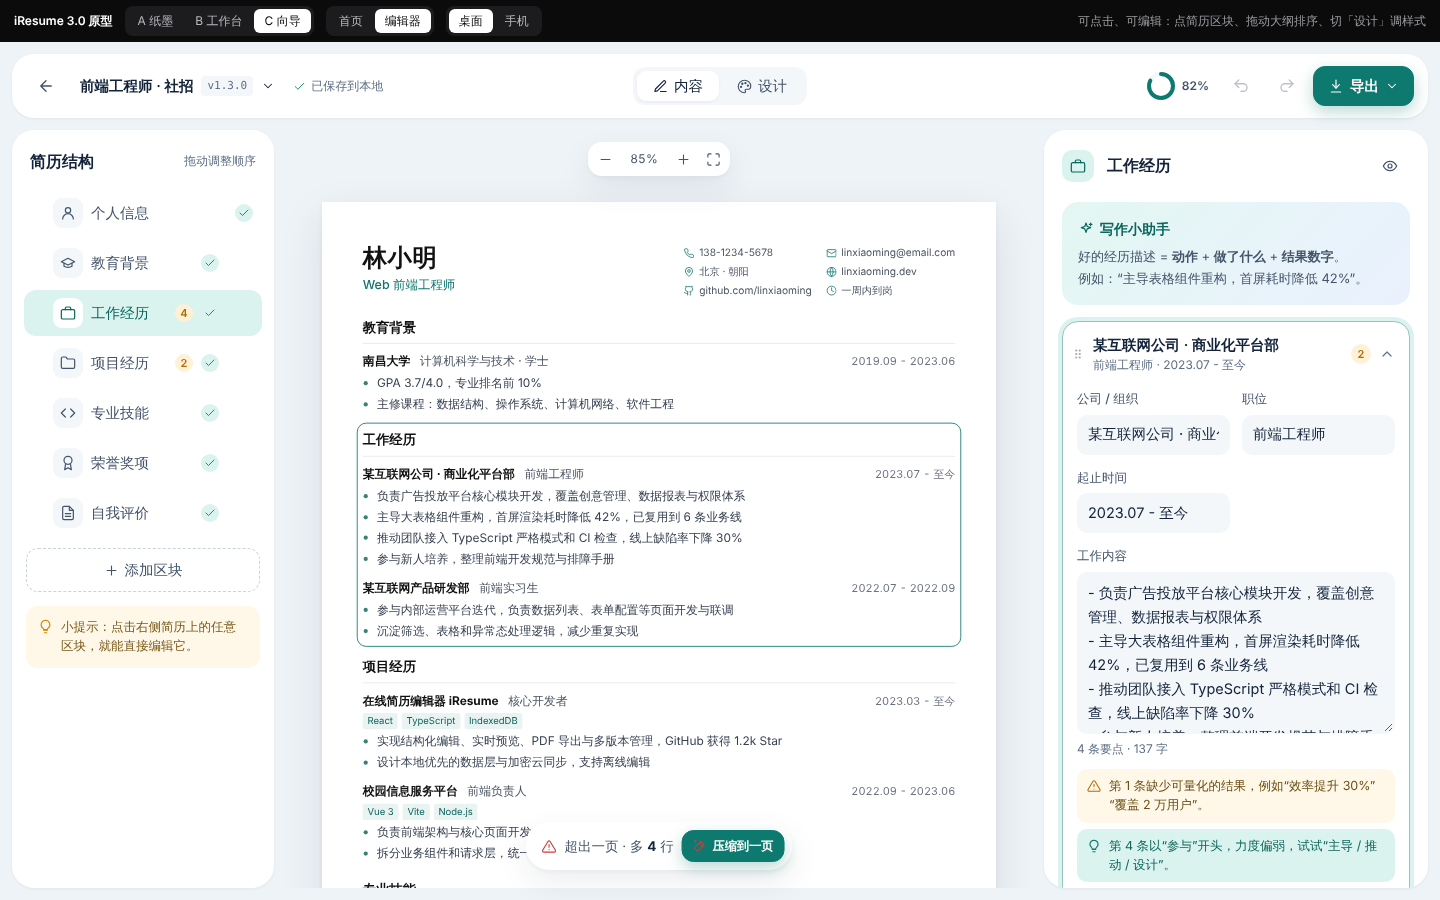 iResume 3.0 原型
A 纸墨
B 工作台
C 向导
首页
编辑器
桌面
手机
可点击、可编辑：点简历区块、拖动大纲排序、切「设计」调样式
前端工程师 · 社招
v1.3.0
已保存到本地
内容
设计
82%
导出
简历结构
拖动调整顺序
个人信息
教育背景
工作经历
4
项目经历
2
专业技能
荣誉奖项
自我评价
添加区块
小提示：点击右侧简历上的任意
区块，就能直接编辑它。
85%
林小明
Web 前端工程师
138-1234-5678
linxiaoming@email.com
北京 · 朝阳
linxiaoming.dev
github.com/linxiaoming
一周内到岗
教育背景
南昌大学 计算机科学与技术 · 学士
2019.09 - 2023.06
• GPA 3.7/4.0，专业排名前 10%
• 主修课程：数据结构、操作系统、计算机网络、软件工程
工作经历
某互联网公司 · 商业化平台部 前端工程师
2023.07 - 至今
• 负责广告投放平台核心模块开发，覆盖创意管理、数据报表与权限体系
• 主导大表格组件重构，首屏渲染耗时降低 42%，已复用到 6 条业务线
• 推动团队接入 TypeScript 严格模式和 CI 检查，线上缺陷率下降 30%
• 参与新人培养，整理前端开发规范与排障手册
某互联网产品研发部 前端实习生
2022.07 - 2022.09
• 参与内部运营平台迭代，负责数据列表、表单配置等页面开发与联调
• 沉淀筛选、表格和异常态处理逻辑，减少重复实现
项目经历
在线简历编辑器 iResume 核心开发者
2023.03 - 至今
React TypeScript IndexedDB
• 实现结构化编辑、实时预览、PDF 导出与多版本管理，GitHub 获得 1.2k Star
• 设计本地优先的数据层与加密云同步，支持离线编辑
校园信息服务平台 前端负责人
2022.09 - 2023.06
Vue 3 Vite Node.js
• 负责前端架构与核心页面开发
• 拆分业务组件和请求层，统一
超出一页 · 多 4 行
压缩到一页
专业技能
工作经历
写作小助手
好的经历描述 = 动作 + 做了什么 + 结果数字。
例如：“主导表格组件重构，首屏耗时降低 42%”。
某互联网公司 · 商业化平台部
前端工程师 · 2023.07 - 至今
2
公司 / 组织
职位
某互联网公司 · 商业
前端工程师
起止时间
2023.07 - 至今
工作内容
- 负责广告投放平台核心模块开发，覆盖创意
管理、数据报表与权限体系
- 主导大表格组件重构，首屏渲染耗时降低
42%，已复用到 6 条业务线
- 推动团队接入 TypeScript 严格模式和 CI 检
查，线上缺陷率下降 30%
- 参与新人培养，整理前端开发规范与排障手
4 条要点 · 137 字
第 1 条缺少可量化的结果，例如“效率提升 30%”
“覆盖 2 万用户”。
第 4 条以“参与”开头，力度偏弱，试试“主导 / 推
动 / 设计”。